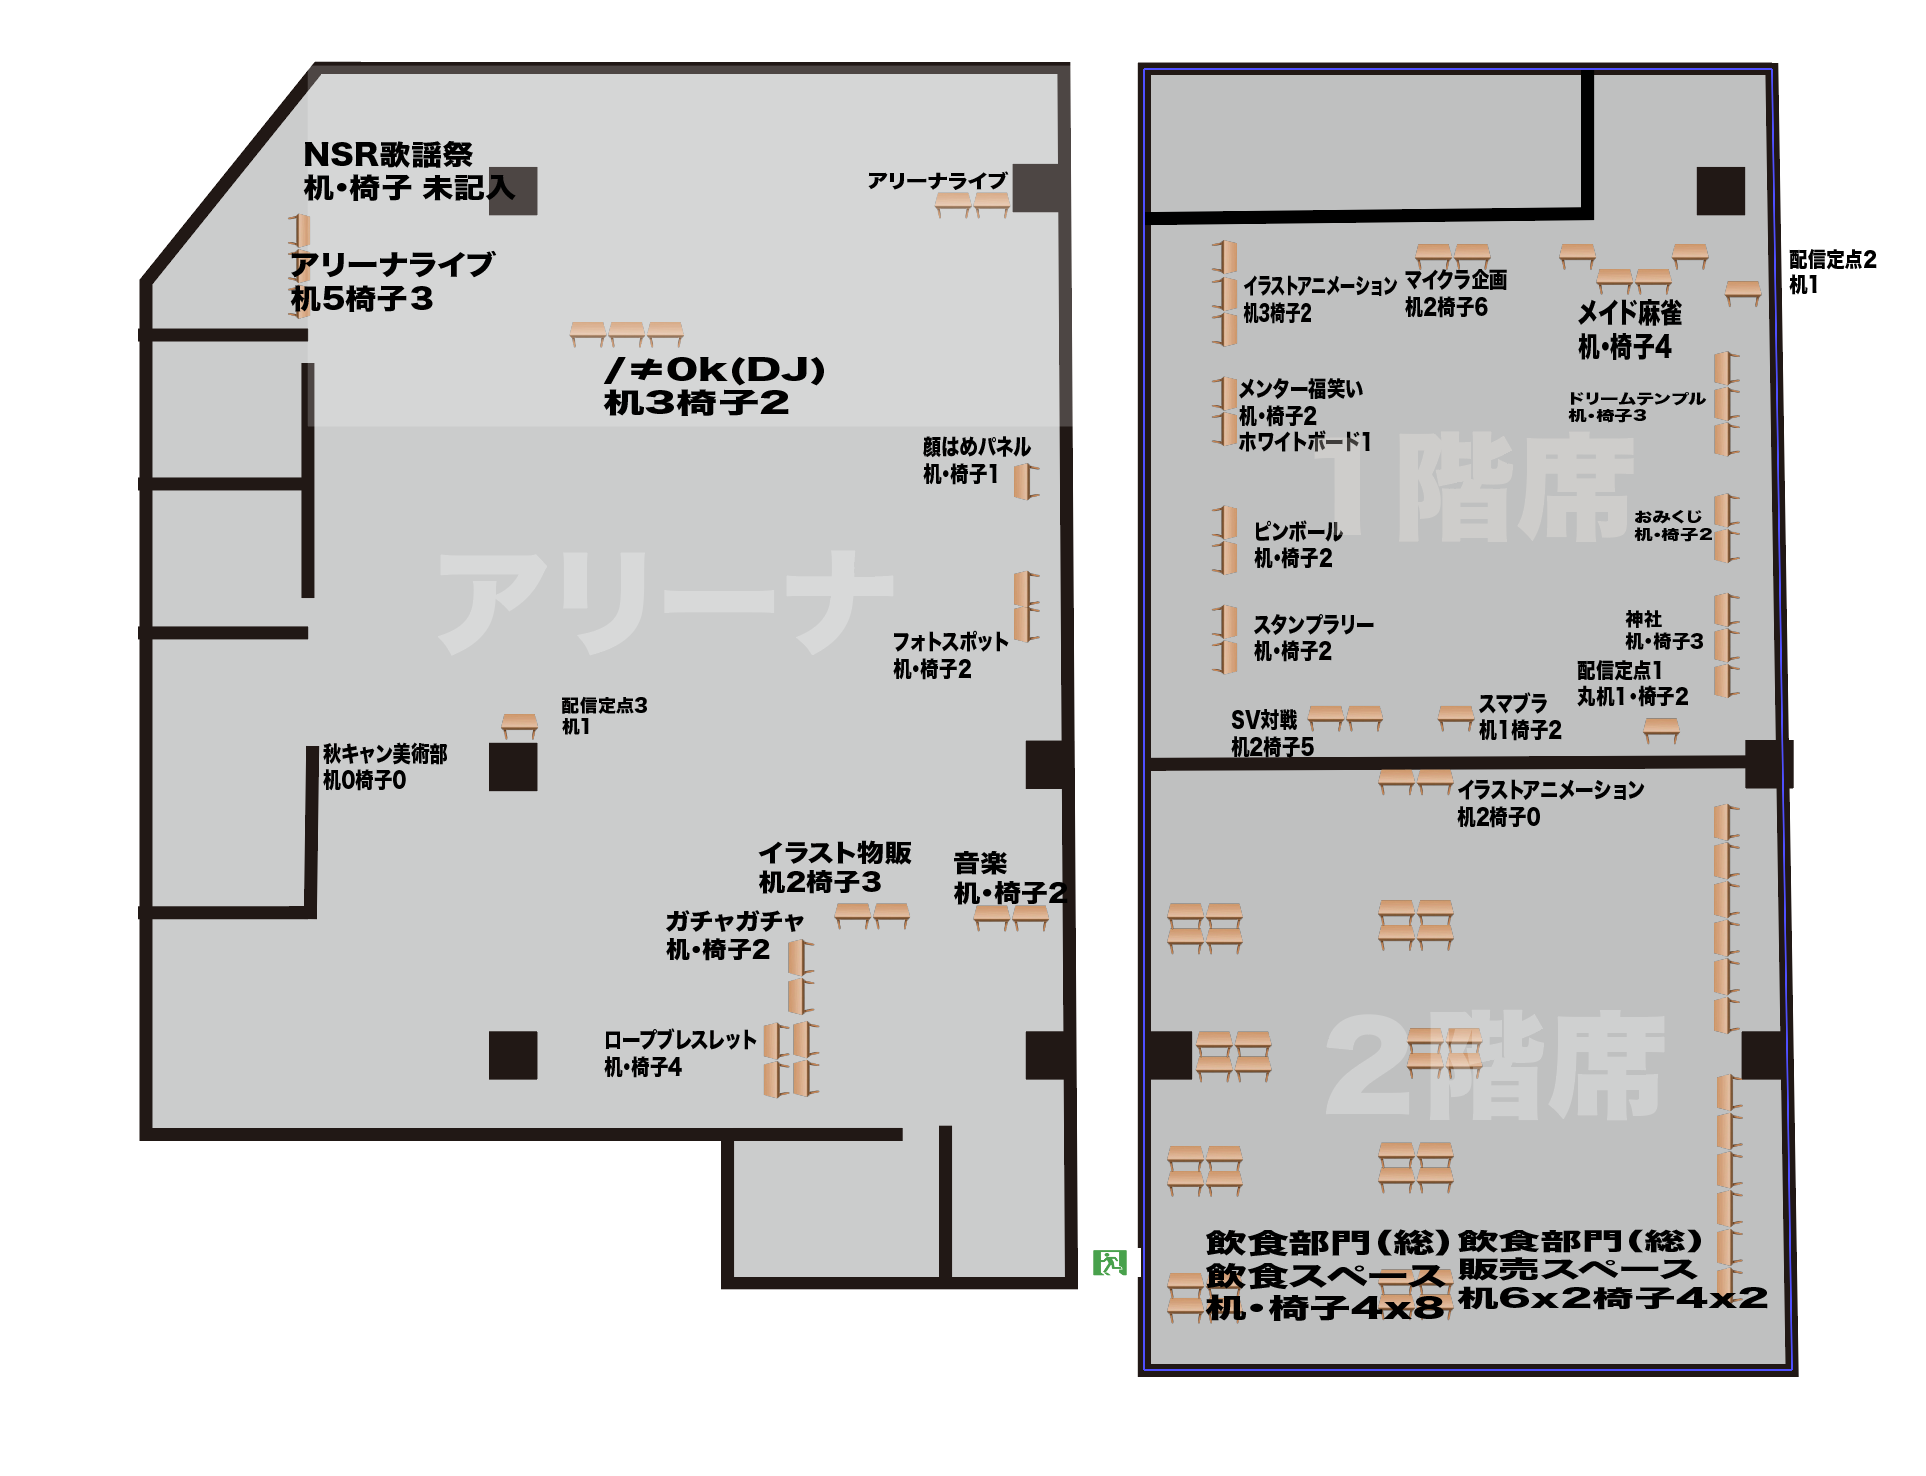 NSR歌謡祭
机・椅子 未記入
アリーナライブ
机5椅子3
アリーナライブ
/≠0k(DJ)
机3椅子2
顔はめパネル
机・椅子1
アリーナ
フォトスポット
机・椅子2
配信定点3
机1
秋キャン美術部
机0椅子0
イラスト物販
机2椅子3
音楽
机・椅子2
ガチャガチャ
机・椅子2
ロープブレスレット
机・椅子4
イラストアニメーション
机3椅子2
マイクラ企画
机2椅子6
メイド麻雀
机・椅子4
配信定点2
机1
メンター福笑い
机・椅子2
ホワイトボード1
ドリームテンプル
机・椅子3
1階席
ピンボール
机・椅子2
おみくじ
机・椅子2
スタンプラリー
机・椅子2
神社
机・椅子3
配信定点1
丸机1・椅子2
SV対戦
机2椅子5
スマブラ
机1椅子2
イラストアニメーション
机2椅子0
2階席
飲食部門(総)
飲食スペース
机・椅子4x8
飲食部門(総)
販売スペース
机6x2椅子4x2